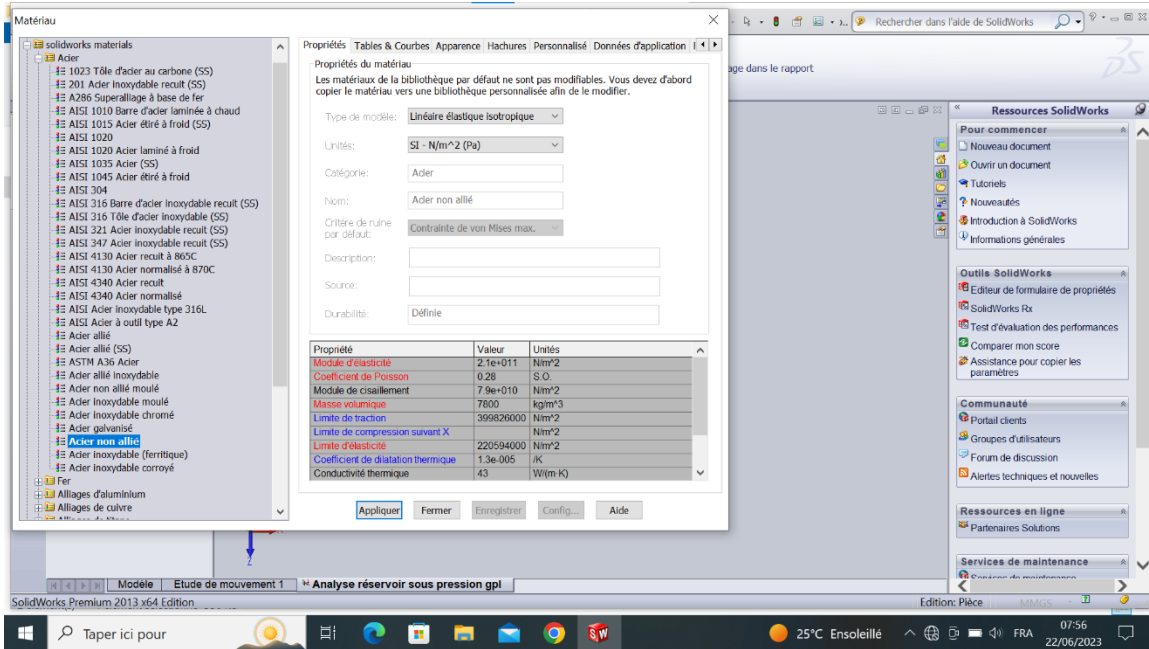 Matériau
Rechercher dans l'aide de SolidWorks
solidworks materials
Acier
1023 Tôle d'acier au carbone (SS)
201 Acier inoxydable recuit (SS)
A286 Superalliage à base de fer
AISI 1010 Barre d'acier laminée à chaud
AISI 1015 Acier étiré à froid (SS)
AISI 1020
AISI 1020 Acier laminé à froid
AISI 1035 Acier (SS)
AISI 1045 Acier étiré à froid
AISI 304
AISI 316 Barre d'acier inoxydable recuit (SS)
AISI 316 Tôle d'acier inoxydable (SS)
AISI 321 Acier inoxydable recuit (SS)
AISI 347 Acier inoxydable recuit (SS)
AISI 4130 Acier recuit à 865C
AISI 4130 Acier normalisé à 870C
AISI 4340 Acier recuit
AISI 4340 Acier normalisé
AISI Acier inoxydable type 316L
AISI Acier à outil type A2
Acier allié
Acier allié (SS)
ASTM A36 Acier
Acier allié inoxydable
Acier non allié moulé
Acier inoxydable moulé
Acier inoxydable chromé
Acier galvanisé
Acier non allié
Acier inoxydable (ferritique)
Acier inoxydable corroyé
Fer
Alliages d'aluminium
Alliages de cuivre
Propriétés Tables & Courbes Apparence Hachures Personnalisé Données d'application
Propriétés du matériau
Les matériaux de la bibliothèque par défaut ne sont pas modifiables. Vous devez d'abord
copier le matériau vers une bibliothèque personnalisée afin de le modifier.
Type de modèle: Linéaire élastique isotropique
Unités: SI - N/m^2 (Pa)
Catégorie: Acier
Nom: Acier non allié
Critère de ruine
par défaut: Contrainte de von Mises max.
Description:
Source:
Durabilité: Définie
Propriété Valeur Unités
Module d'élasticité 2.1e+011 N/m^2
Coefficient de Poisson 0.28 S.O.
Module de cisaillement 7.9e+010 N/m^2
Masse volumique 7800 kg/m^3
Limite de traction 399826000 N/m^2
Limite de compression suivant X N/m^2
Limite d'élasticité 220594000 N/m^2
Coefficient de dilatation thermique 1.3e-005 /K
Conductivité thermique 43 W/(m·K)
Appliquer Fermer Enregistrer Config... Aide
age dans le rapport
Ressources SolidWorks
Pour commencer
Nouveau document
Ouvrir un document
Tutoriels
Nouveautés
Introduction à SolidWorks
Informations générales
Outils SolidWorks
Editeur de formulaire de propriétés
SolidWorks Rx
Test d'évaluation des performances
Comparer mon score
Assistance pour copier les
paramètres
Communauté
Portail clients
Groupes d'utilisateurs
Forum de discussion
Alertes techniques et nouvelles
Ressources en ligne
Partenaires Solutions
Services de maintenance
Z
Modèle Etude de mouvement 1 Analyse réservoir sous pression gpl
SolidWorks Premium 2013 x64 Edition
Edition: Pièce MMGS
Taper ici pour
25°C Ensoleillé
FRA
07:56
22/06/2023